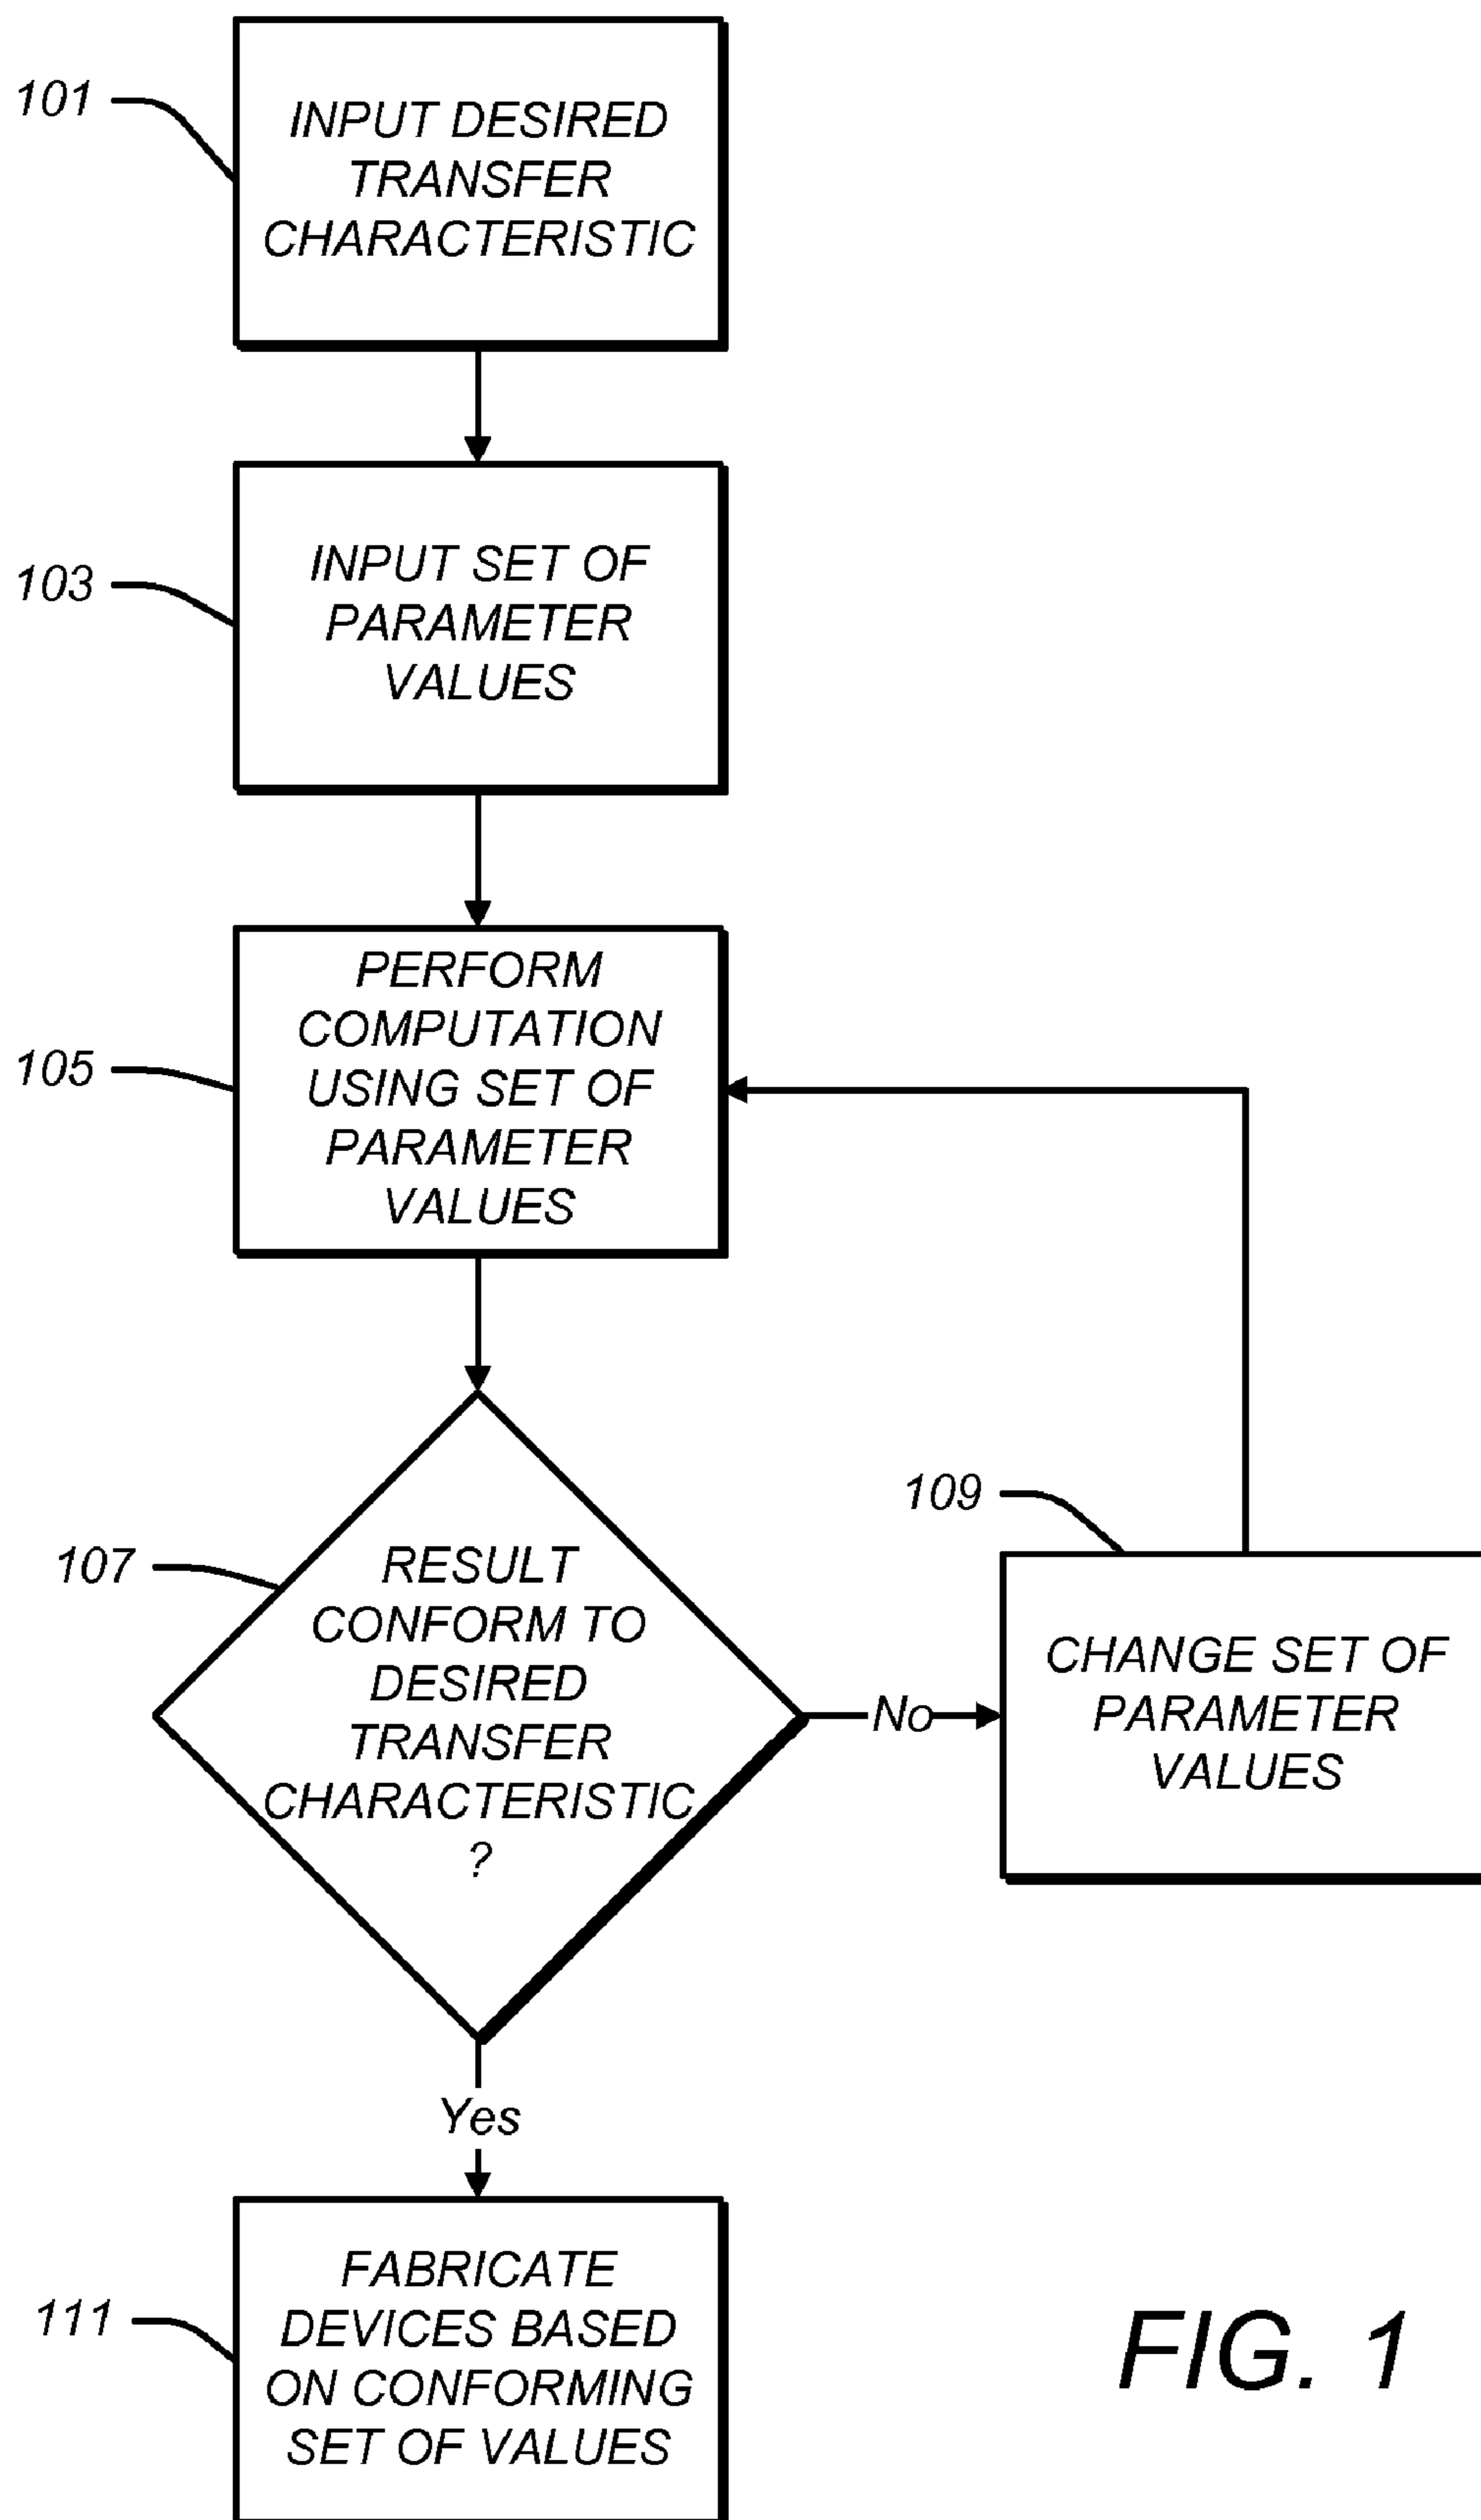 101
INPUT DESIRED
TRANSFER
CHARACTERISTIC
103
INPUT SET OF
PARAMETER
VALUES
105
PERFORM
COMPUTATION
USING SET OF
PARAMETER
VALUES
107
RESULT
CONFORM TO
DESIRED
TRANSFER
CHARACTERISTIC
?
No
109
CHANGE SET OF
PARAMETER
VALUES
Yes
111
FABRICATE
DEVICES BASED
ON CONFORMING
SET OF VALUES
FIG. 1